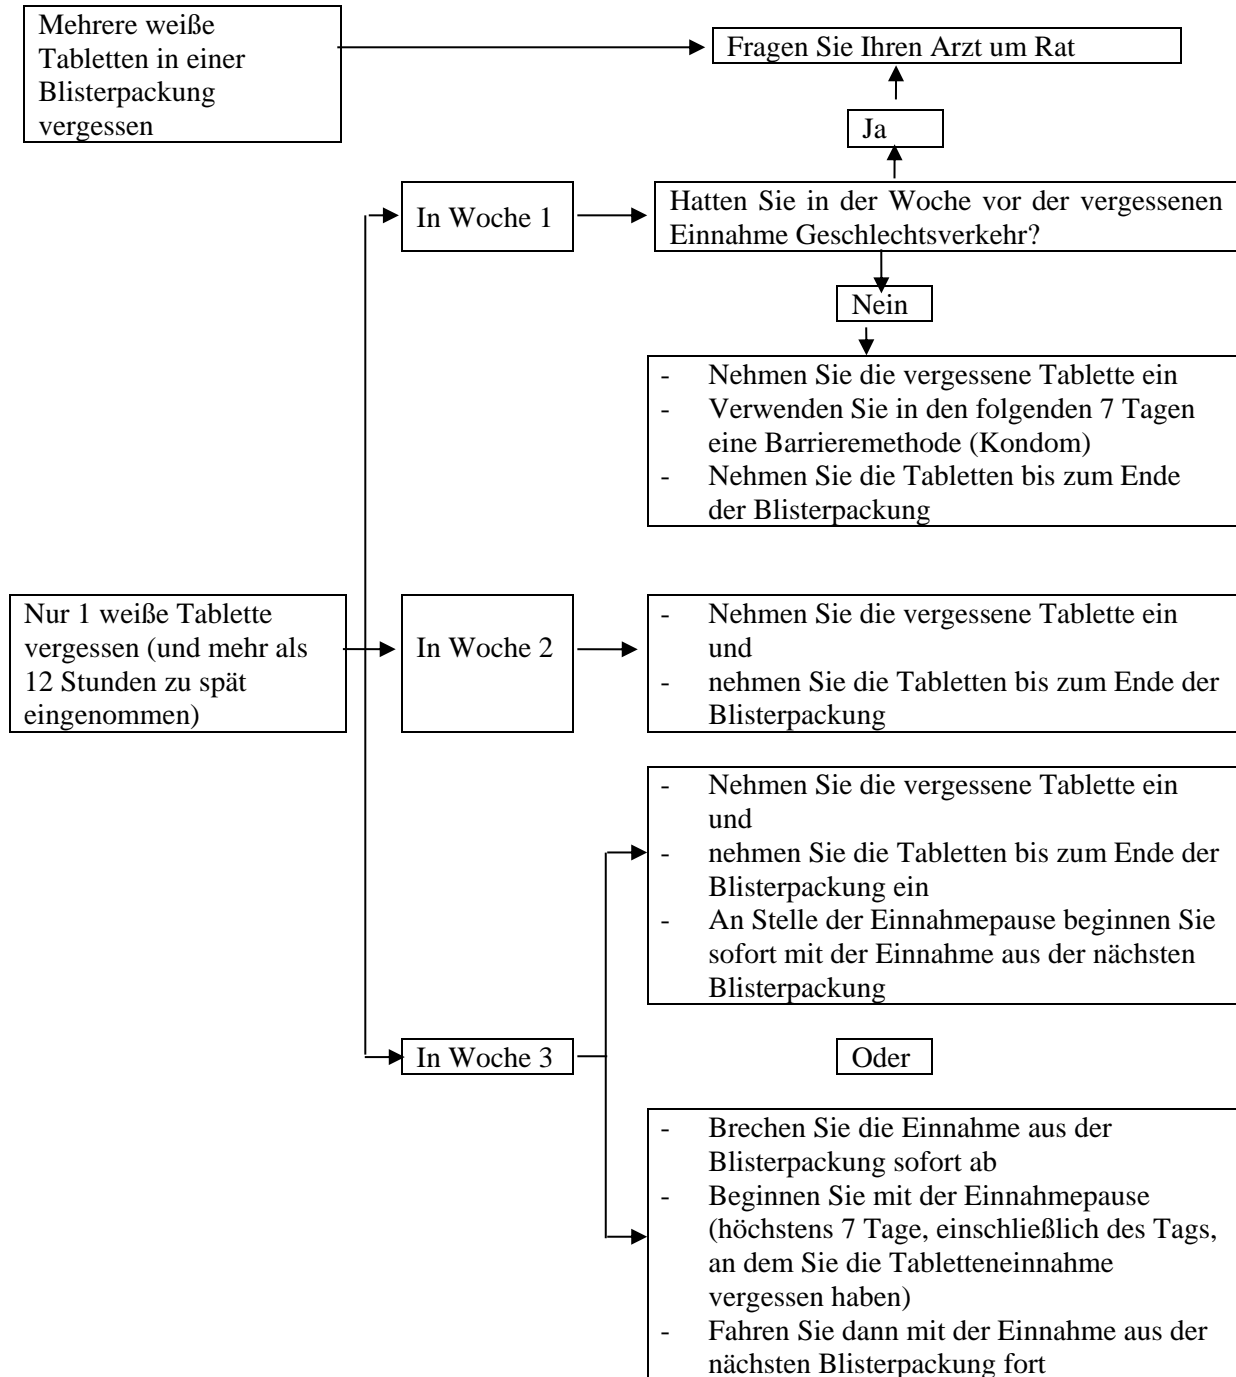 Mehrere weiße
Tabletten in einer
Blisterpackung
vergessen
Fragen Sie Ihren Arzt um Rat
Ja
In Woche 1
Hatten Sie in der Woche vor der vergessenen
Einnahme Geschlechtsverkehr?
Nein
- Nehmen Sie die vergessene Tablette ein
- Verwenden Sie in den folgenden 7 Tagen
eine Barrieremethode (Kondom)
- Nehmen Sie die Tabletten bis zum Ende
der Blisterpackung
Nur 1 weiße Tablette
vergessen (und mehr als
12 Stunden zu spät
eingenommen)
In Woche 2
- Nehmen Sie die vergessene Tablette ein
und
- nehmen Sie die Tabletten bis zum Ende der
Blisterpackung
- Nehmen Sie die vergessene Tablette ein
und
- nehmen Sie die Tabletten bis zum Ende der
Blisterpackung ein
- An Stelle der Einnahmepause beginnen Sie
sofort mit der Einnahme aus der nächsten
Blisterpackung
In Woche 3
Oder
- Brechen Sie die Einnahme aus der
Blisterpackung sofort ab
- Beginnen Sie mit der Einnahmepause
(höchstens 7 Tage, einschließlich des Tags,
an dem Sie die Tabletteneinnahme
vergessen haben)
- Fahren Sie dann mit der Einnahme aus der
nächsten Blisterpackung fort